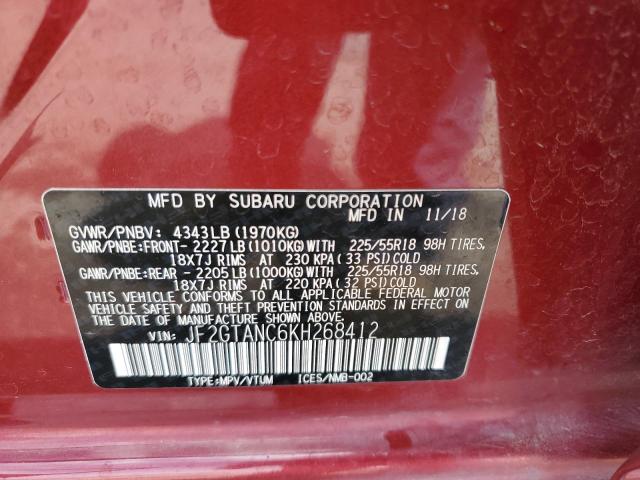 MFD BY SUBARU CORPORATION
MFD IN 11/18
GVWR/PNBV: 4343LB (1970KG)
GAWR/PNBE:FRONT- 2227LB (1010KG) WITH 225/55R18 98H TIRES,
18X7J RIMS AT 230 KPA (33 PSI) COLD
GAWR/PNBE:REAR - 2205LB (1000KG) WITH 225/55R18 98H TIRES,
18X7J RIMS AT 220 KPA (32 PSI) COLD
THIS VEHICLE CONFORMS TO ALL APPLICABLE FEDERAL MOTOR
VEHICLE SAFETY AND THEFT PREVENTION STANDARDS IN EFFECT
ON THE DATE OF MANUFACTURE SHOWN ABOVE.
VIN: JF2GTANC6KH268412
TYPE:MPV/VTUM ICES/NMB-002